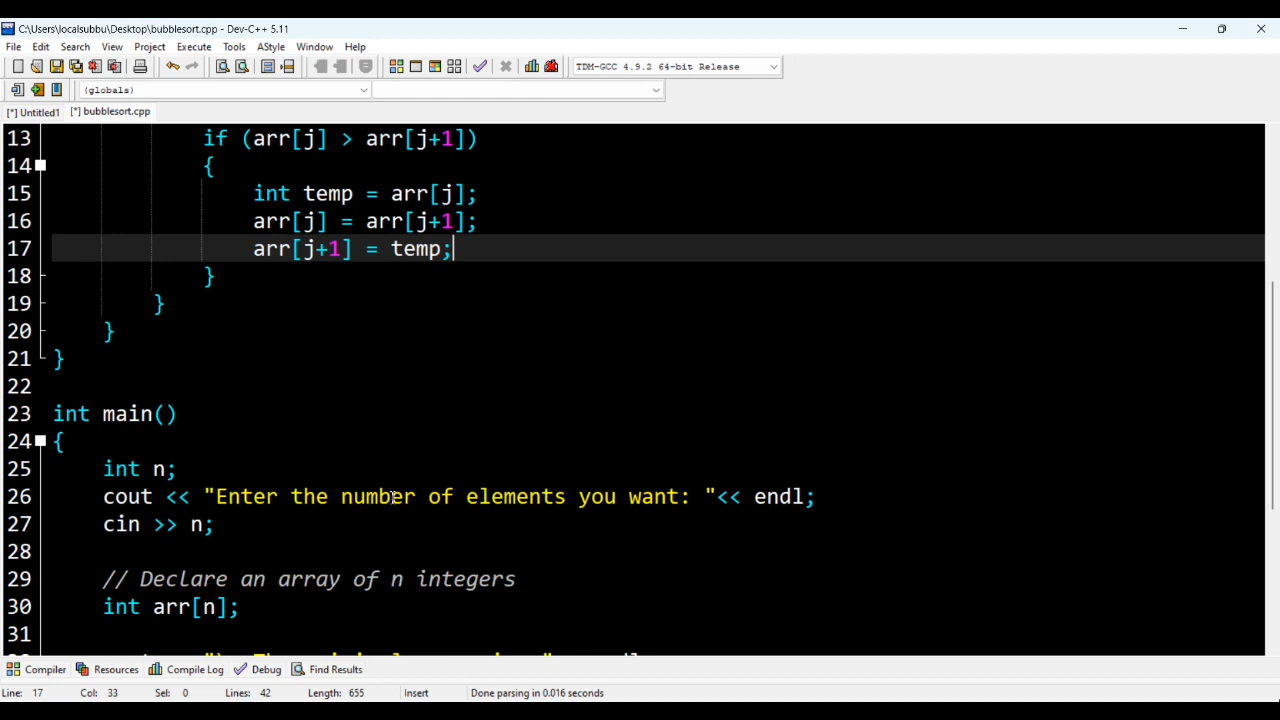 C:\Users\localsubbu\Desktop\bubblesort.cpp - Dev-C++ 5.11
File Edit Search View Project Execute Tools AStyle Window Help
TDM-GCC 4.9.2 64-bit Release
(globals)
[*] Untitled1 [*] bubblesort.cpp
13 if (arr[j] > arr[j+1])
14 {
15 int temp = arr[j];
16 arr[j] = arr[j+1];
17 arr[j+1] = temp;
18 }
19 }
20 }
21 }
22
23 int main()
24 {
25 int n;
26 cout << "Enter the number of elements you want: "<< endl;
27 cin >> n;
28
29 // Declare an array of n integers
30 int arr[n];
31
Compiler Resources Compile Log Debug Find Results
Line: 17 Col: 33 Sel: 0 Lines: 42 Length: 655 Insert Done parsing in 0.016 seconds